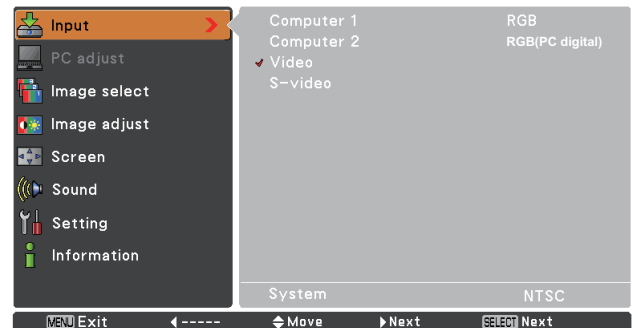 Input
PC adjust
Image select
Image adjust
Screen
Sound
Setting
Information
Computer 1 RGB
Computer 2 RGB(PC digital)
Video
S-video
System NTSC
MENU Exit ----- Move Next SELECT Next